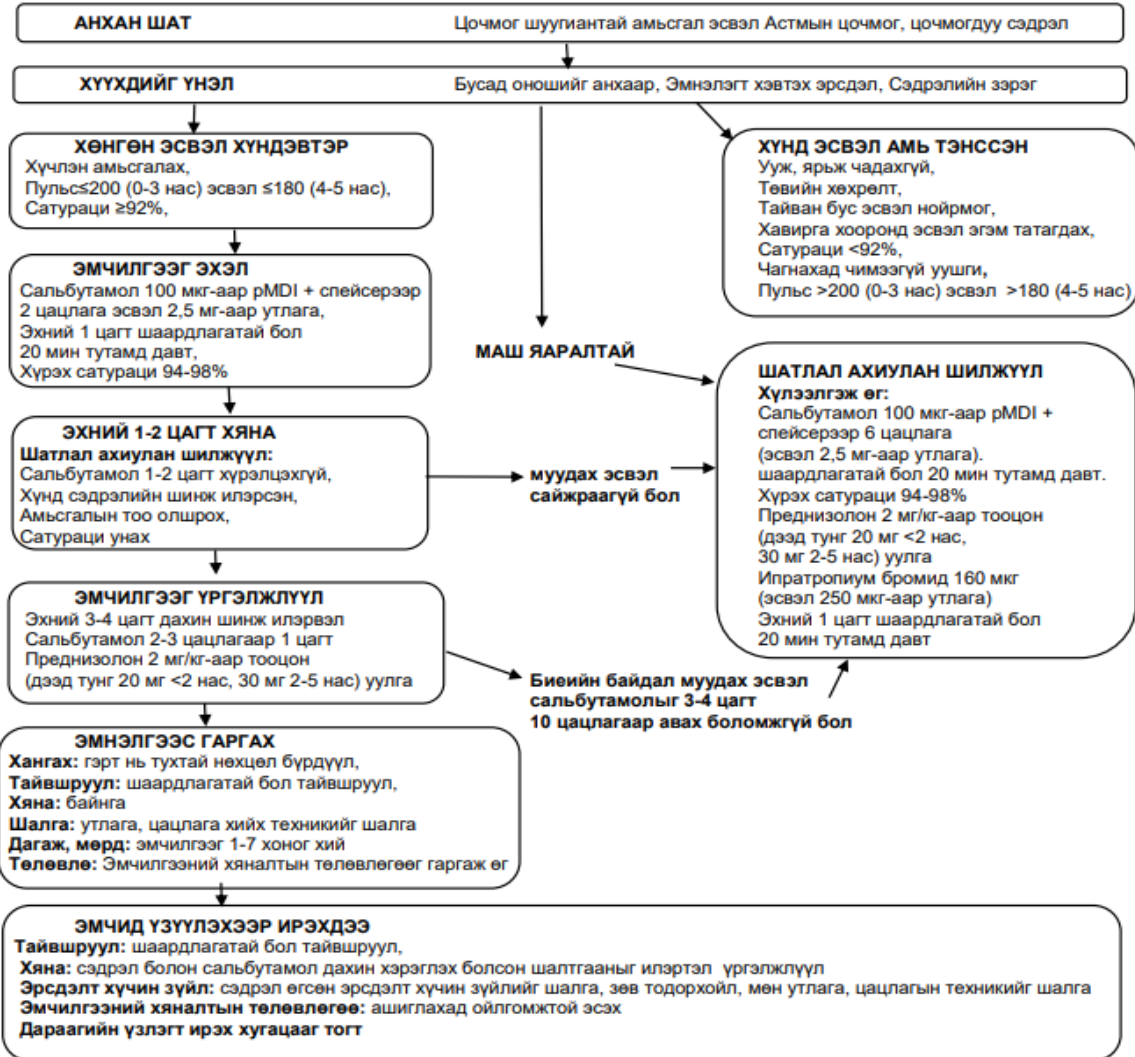 АНХАН ШАТ
Цочмог шуугиантай амьсгал эсвэл Астмын цочмог, цочмогдуу сэдрэл
ХҮҮХДИЙГ ҮНЭЛ
Бусад оношийг анхаар, Эмнэлэгт хэвтэх эрсдэл, Сэдрэлийн зэрэг
ХӨНГӨН ЭСВЭЛ ХҮНДЭВТЭР
Хүчлэн амьсгалах,
Пульс≤200 (0-3 нас) эсвэл ≤180 (4-5 нас),
Сатураци ≥92%,
ХҮНД ЭСВЭЛ АМЬ ТЭНССЭН
Ууж, ярьж чадахгүй,
Төвийн хөхрөлт,
Тайван бус эсвэл нойрмог,
Хавирга хооронд эсвэл эгэм татагдах,
Сатураци <92%,
Чагнахад чимээгүй уушги,
Пульс >200 (0-3 нас) эсвэл >180 (4-5 нас)
ЭМЧИЛГЭЭГ ЭХЭЛ
Сальбутамол 100 мкг-аар pMDI + спейсерээр
2 цацлага эсвэл 2,5 мг-аар утлага,
Эхний 1 цагт шаардлагатай бол
20 мин тутамд давт,
Хүрэх сатураци 94-98%
МАШ ЯАРАЛТАЙ
ШАТЛАЛ АХИУЛАН ШИЛЖҮҮЛ
Хүлээлгэж өг:
Сальбутамол 100 мкг-аар pMDI +
спейсерээр 6 цацлага
(эсвэл 2,5 мг-аар утлага).
шаардлагатай бол 20 мин тутамд давт.
Хүрэх сатураци 94-98%
Преднизолон 2 мг/кг-аар тооцон
(дээд тунг 20 мг <2 нас,
30 мг 2-5 нас) уулга
Ипратропиум бромид 160 мкг
(эсвэл 250 мкг-аар утлага)
Эхний 1 цагт шаардлагатай бол
20 мин тутамд давт
ЭХНИЙ 1-2 ЦАГТ ХЯНА
Шатлал ахиулан шилжүүл:
Сальбутамол 1-2 цагт хүрэлцэхгүй,
Хүнд сэдрэлийн шинж илэрсэн,
Амьсгалын тоо олшрох,
Сатураци унах
муудах эсвэл
сайжраагүй бол
ЭМЧИЛГЭЭГ ҮРГЭЛЖЛҮҮЛ
Эхний 3-4 цагт дахин шинж илэрвэл
Сальбутамол 2-3 цацлагаар 1 цагт
Преднизолон 2 мг/кг-аар тооцон
(дээд тунг 20 мг <2 нас, 30 мг 2-5 нас) уулга
Биеийн байдал муудах эсвэл
сальбутамолыг 3-4 цагт
10 цацлагаар авах боломжгүй бол
ЭМНЭЛГЭЭС ГАРГАХ
Хангах: гэрт нь тухтай нөхцөл бүрдүүл,
Тайвшруул: шаардлагатай бол тайвшруул,
Хяна: байнга
Шалга: утлага, цацлага хийх техникийг шалга
Дагаж, мөрд: эмчилгээг 1-7 хоног хий
Төлөвлө: Эмчилгээний хяналтын төлөвлөгөөг гаргаж өг
ЭМЧИД ҮЗҮҮЛЭХЭЭР ИРЭХДЭЭ
Тайвшруул: шаардлагатай бол тайвшруул,
Хяна: сэдрэл болон сальбутамол дахин хэрэглэх болсон шалтгааныг илэртэл үргэлжлүүл
Эрсдэлт хүчин зүйл: сэдрэл өгсөн эрсдэлт хүчин зүйлийг шалга, зөв тодорхойл, мөн утлага, цацлагын техникийг шалга
Эмчилгээний хяналтын төлөвлөгөө: ашиглахад ойлгомжтой эсэх
Дараагийн үзлэгт ирэх хугацааг тогт